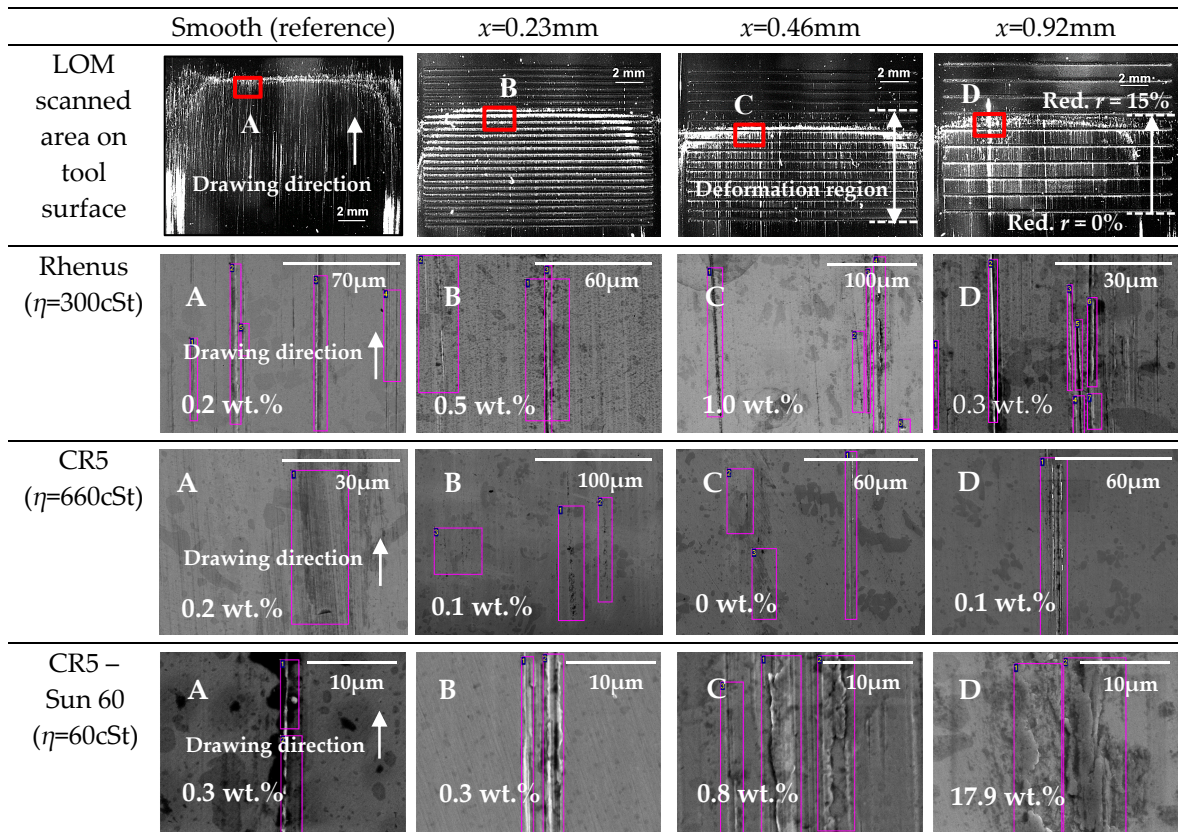 Smooth (reference) x=0.23mm x=0.46mm x=0.92mm
LOM scanned area on tool surface
A
Drawing direction
2 mm
B
2 mm
C
2 mm
Deformation region
D
2 mm
Red. r = 15%
Red. r = 0%
Rhenus
(η=300cSt)
A
70µm
Drawing direction
0.2 wt.%
B
60µm
0.5 wt.%
C
100µm
1.0 wt.%
D
30µm
0.3 wt.%
CR5
(η=660cSt)
A
30µm
Drawing direction
0.2 wt.%
B
100µm
0.1 wt.%
C
60µm
0 wt.%
D
60µm
0.1 wt.%
CR5 –
Sun 60
(η=60cSt)
A
10µm
Drawing direction
0.3 wt.%
B
10µm
0.3 wt.%
C
10µm
0.8 wt.%
D
10µm
17.9 wt.%